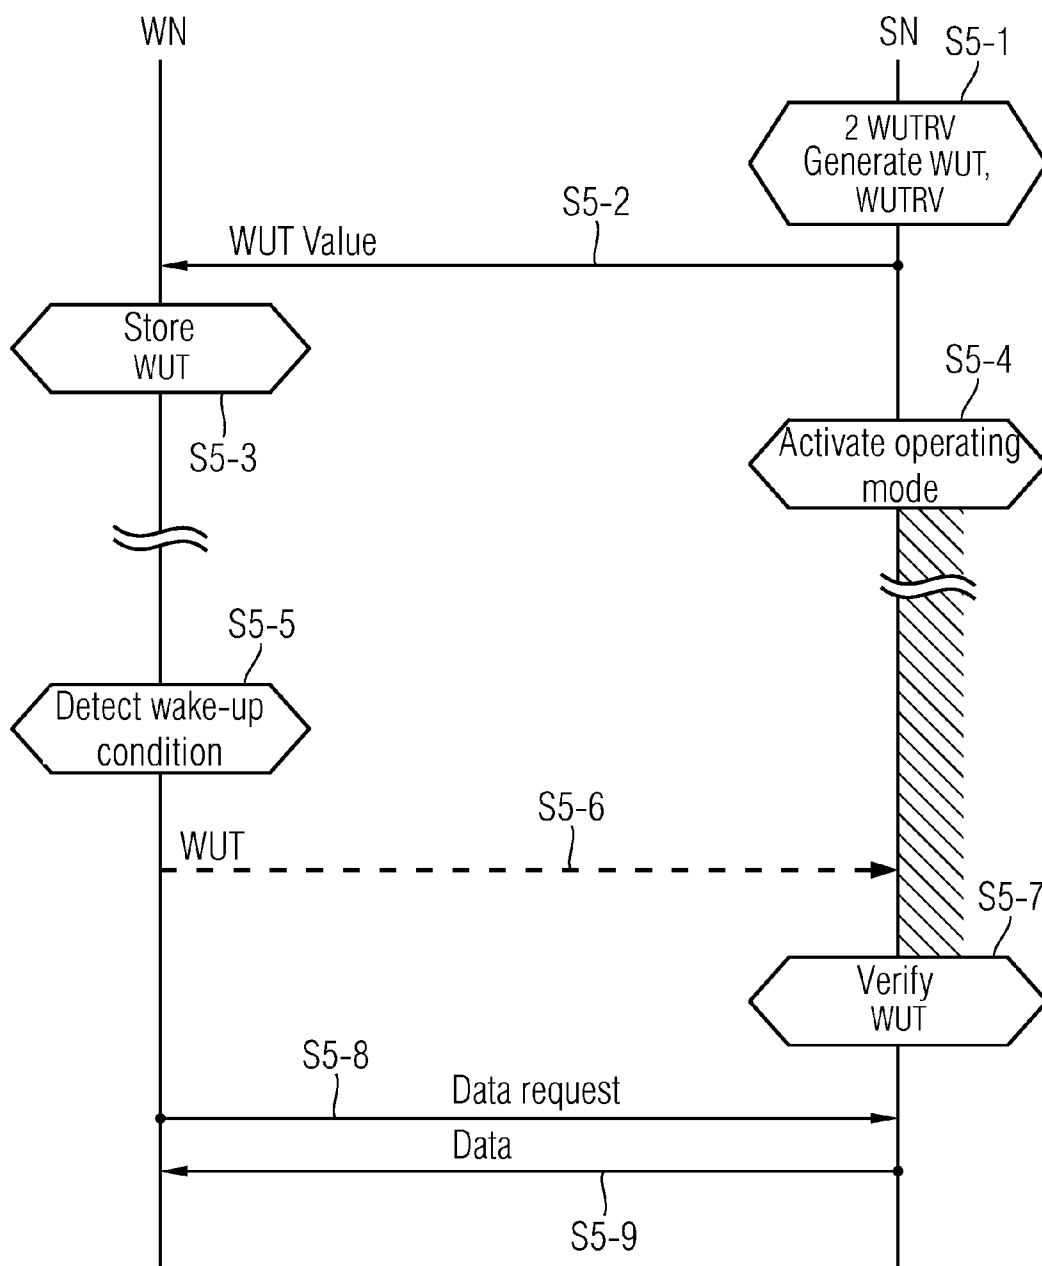 WN
SN
S5-1
2 WUTRV
Generate WUT,
WUTRV
S5-2
WUT Value
Store
WUT
S5-3
S5-4
Activate operating
mode
S5-5
Detect wake-up
condition
S5-6
WUT
S5-7
Verify
WUT
S5-8
Data request
Data
S5-9